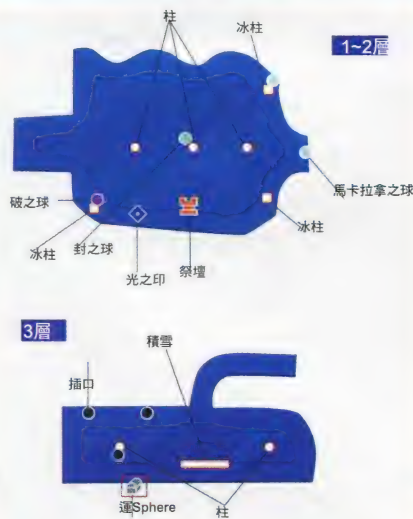 柱
冰柱
1~2層
馬卡拉拿之球
破之球
冰柱
冰柱
封之球
祭壇
光之印
3層
積雪
插口
運Sphere
柱